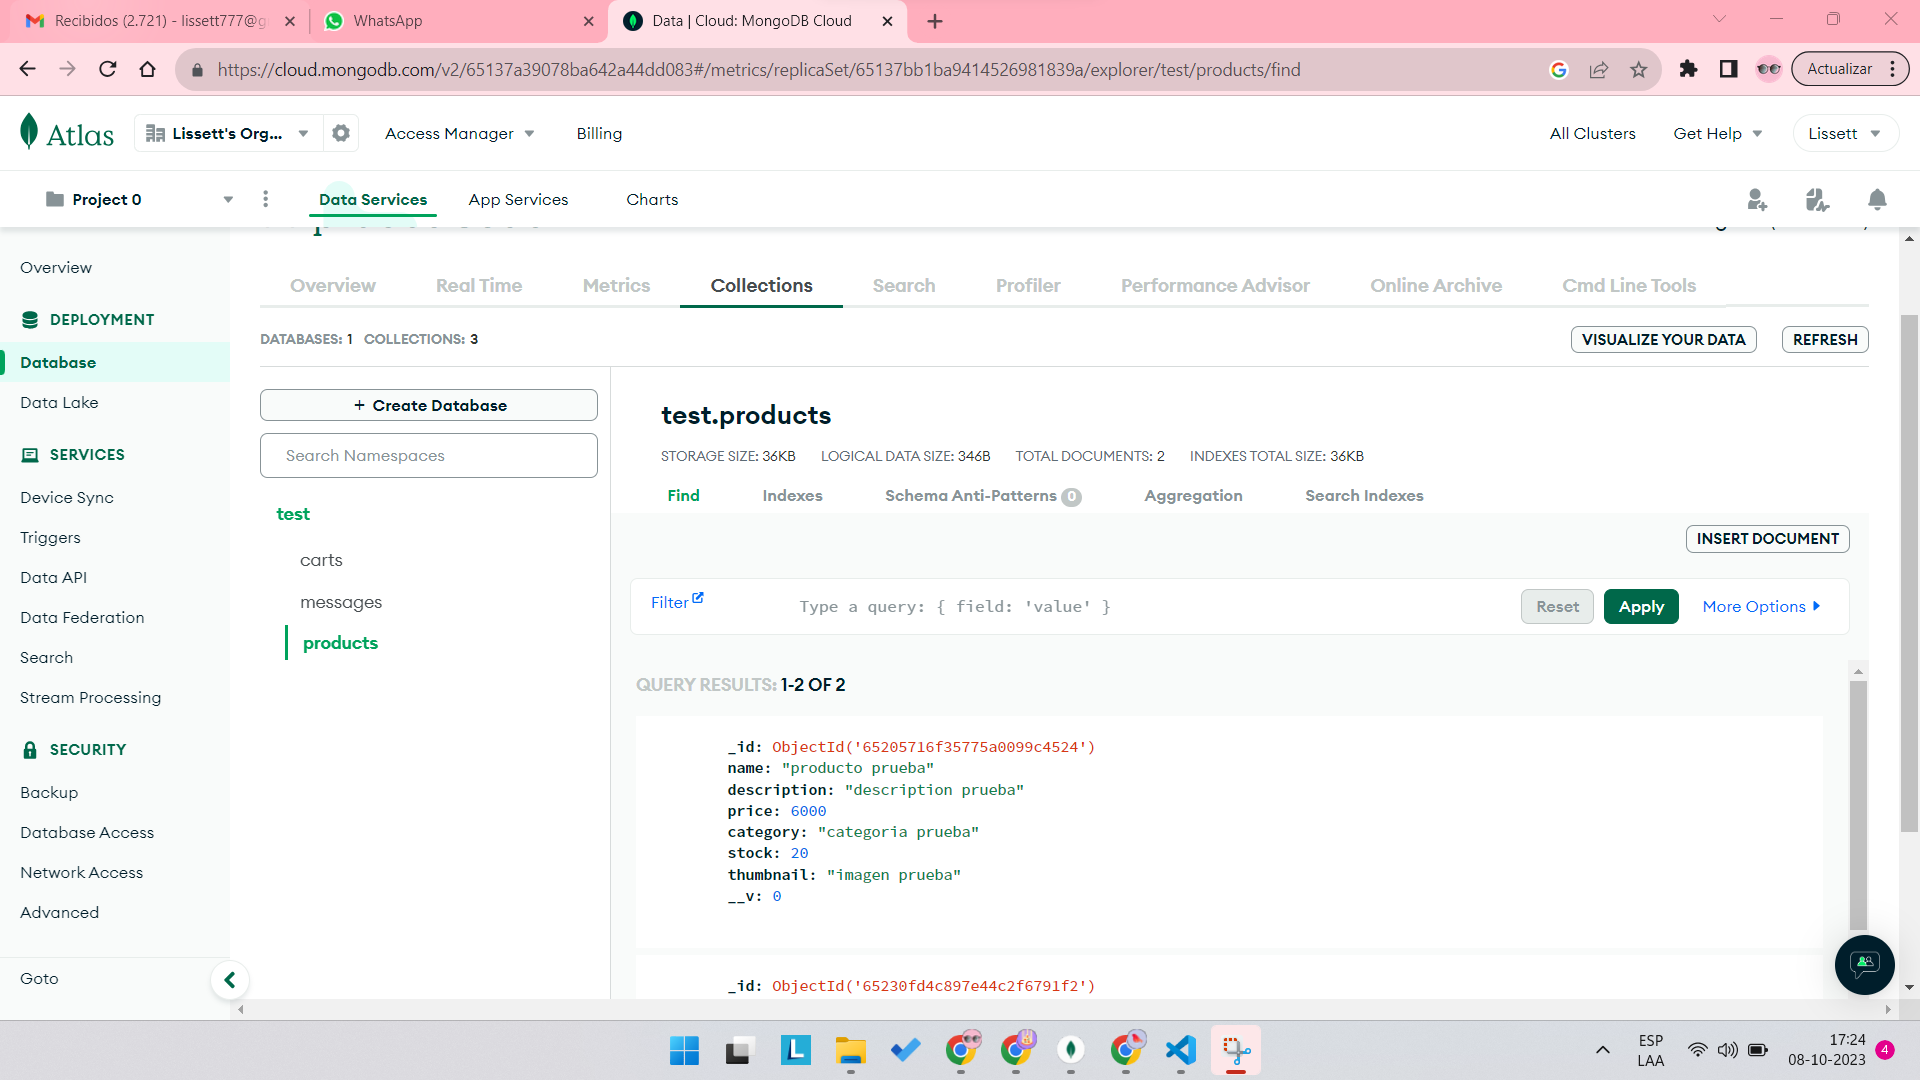 Recibidos (2.721) - lissett777@g
WhatsApp
Data | Cloud: MongoDB Cloud
https://cloud.mongodb.com/v2/65137a39078ba642a44dd083#/metrics/replicaSet/65137bb1ba9414526981839a/explorer/test/products/find
Actualizar
Atlas
Lissett's Org...
Access Manager
Billing
All Clusters
Get Help
Lissett
Project 0
Data Services
App Services
Charts
Overview
DEPLOYMENT
Database
Data Lake
SERVICES
Device Sync
Triggers
Data API
Data Federation
Search
Stream Processing
SECURITY
Backup
Database Access
Network Access
Advanced
Goto
Overview
Real Time
Metrics
Collections
Search
Profiler
Performance Advisor
Online Archive
Cmd Line Tools
DATABASES: 1 COLLECTIONS: 3
VISUALIZE YOUR DATA
REFRESH
+ Create Database
Search Namespaces
test
carts
messages
products
test.products
STORAGE SIZE: 36KB LOGICAL DATA SIZE: 346B TOTAL DOCUMENTS: 2 INDEXES TOTAL SIZE: 36KB
Find
Indexes
Schema Anti-Patterns 0
Aggregation
Search Indexes
INSERT DOCUMENT
Filter
Type a query: { field: 'value' }
Reset
Apply
More Options
QUERY RESULTS: 1-2 OF 2
_id: ObjectId('65205716f35775a0099c4524')
name: "producto prueba"
description: "description prueba"
price: 6000
category: "categoria prueba"
stock: 20
thumbnail: "imagen prueba"
__v: 0
_id: ObjectId('65230fd4c897e44c2f6791f2')
L
ESP
LAA
17:24
08-10-2023
4